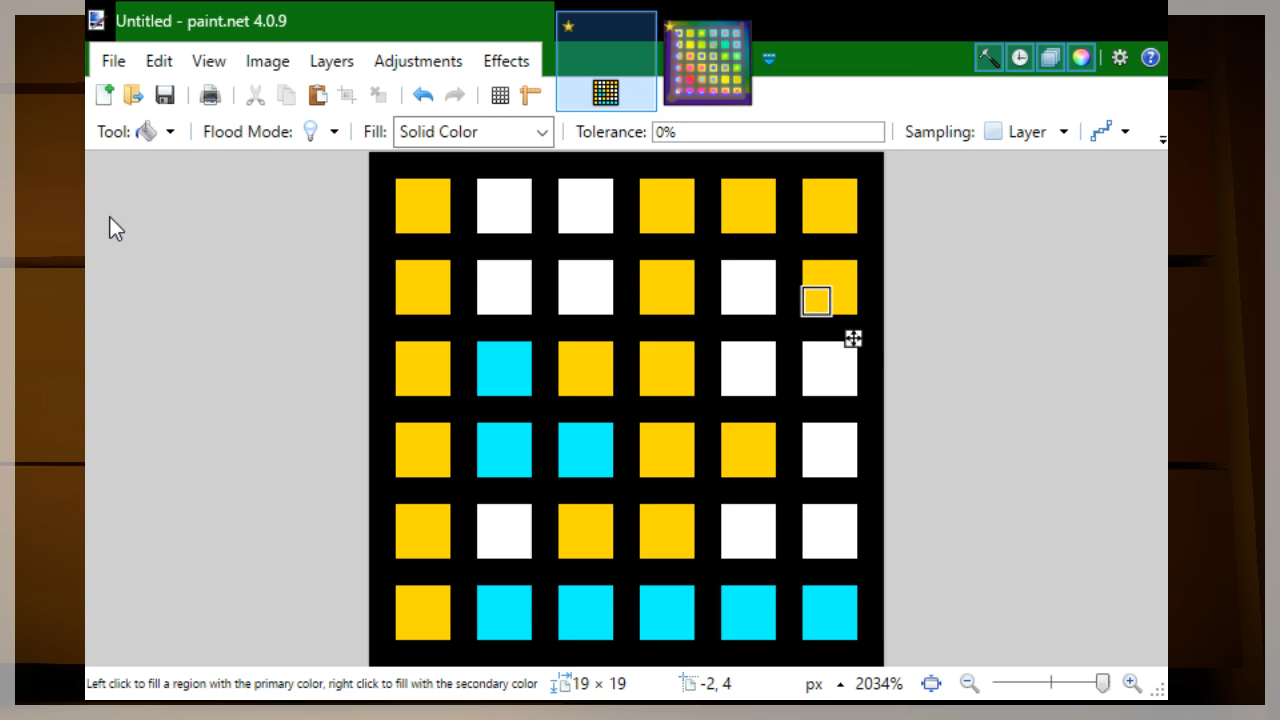 Untitled - paint.net 4.0.9
File Edit View Image Layers Adjustments Effects
Tool: Flood Mode: Fill: Solid Color Tolerance: 0% Sampling: Layer
Left click to fill a region with the primary color, right click to fill with the secondary color 19 × 19 -2, 4 px 2034%